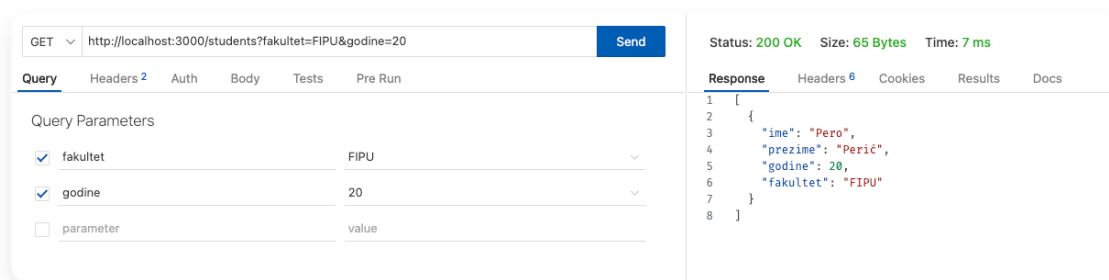 GET http://localhost:3000/students?fakultet=FIPU&godine=20 Send
Query Headers 2 Auth Body Tests Pre Run
Query Parameters
fakultet FIPU
godine 20
parameter value
Status: 200 OK Size: 65 Bytes Time: 7 ms
Response Headers 6 Cookies Results Docs
1 [
2 {
3 "ime": "Pero",
4 "prezime": "Perić",
5 "godine": 20,
6 "fakultet": "FIPU"
7 }
8 ]